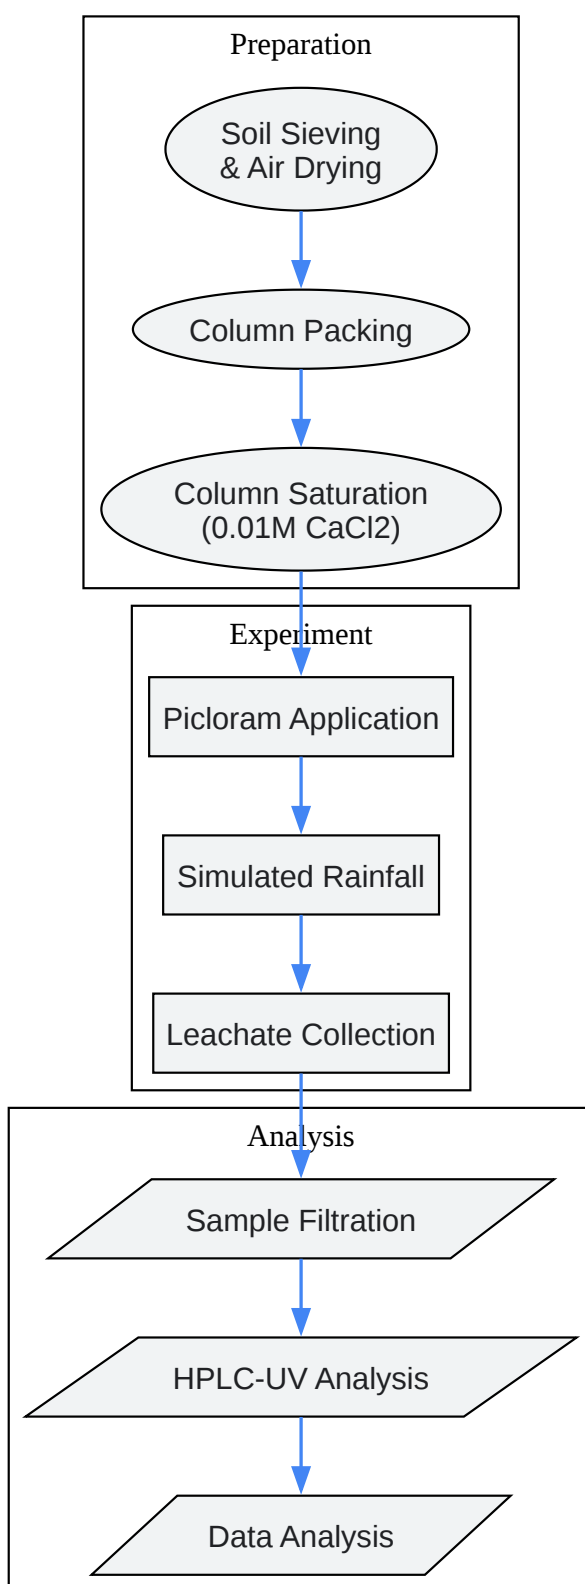 Preparation
Soil Sieving
& Air Drying
Column Packing
Column Saturation
(0.01M CaCl2)
Experiment
Picloram Application
Simulated Rainfall
Leachate Collection
Analysis
Sample Filtration
HPLC-UV Analysis
Data Analysis